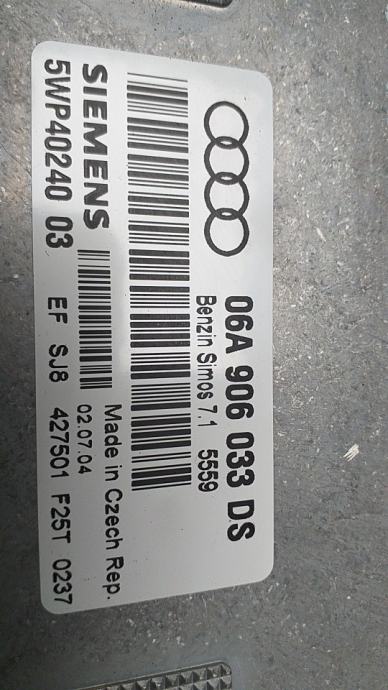 06A 906 033 DS
Benzin Simos 7.1 5559
SIEMENS
02.07.04
Made in Czech Rep.
5WP40240 03 EF SJ8 427501 F25T 0237